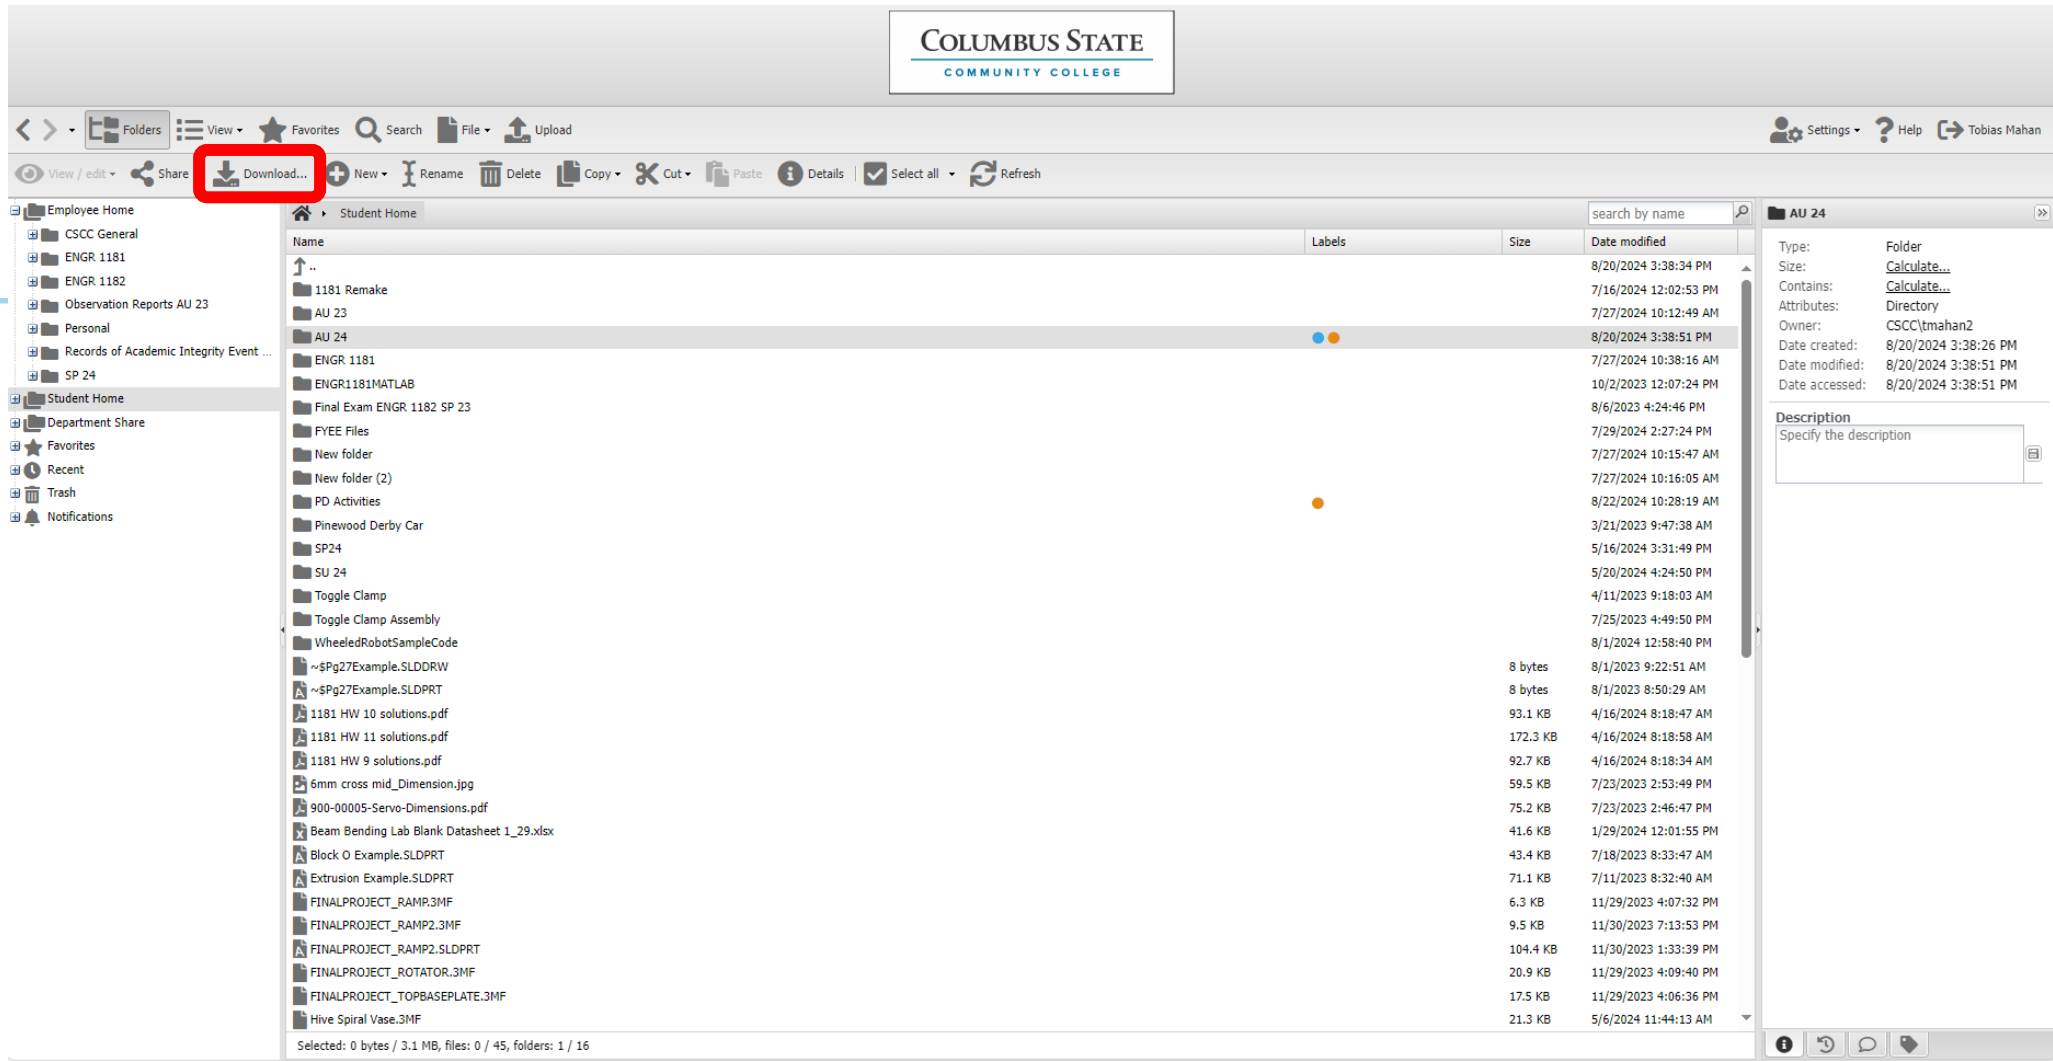 COLUMBUS STATE
COMMUNITY COLLEGE
Folders View Favorites Search File Upload Settings Help Tobias Mahan
View / edit Share Download... New Rename Delete Copy Cut Paste Details Select all Refresh
Employee Home
CSCC General
ENGR 1181
ENGR 1182
Observation Reports AU 23
Personal
Records of Academic Integrity Event ...
SP 24
Student Home
Department Share
Favorites
Recent
Trash
Notifications
Student Home search by name
Name Labels Size Date modified
.. 8/20/2024 3:38:34 PM
1181 Remake 7/16/2024 12:02:53 PM
AU 23 7/27/2024 10:12:49 AM
AU 24 8/20/2024 3:38:51 PM
ENGR 1181 7/27/2024 10:38:16 AM
ENGR1181MATLAB 10/2/2023 12:07:24 PM
Final Exam ENGR 1182 SP 23 8/6/2023 4:24:46 PM
FYEE Files 7/29/2024 2:27:24 PM
New folder 7/27/2024 10:15:47 AM
New folder (2) 7/27/2024 10:16:05 AM
PD Activities 8/22/2024 10:28:19 AM
Pinewood Derby Car 3/21/2023 9:47:38 AM
SP24 5/16/2024 3:31:49 PM
SU 24 5/20/2024 4:24:50 PM
Toggle Clamp 4/11/2023 9:18:03 AM
Toggle Clamp Assembly 7/25/2023 4:49:50 PM
WheeledRobotSampleCode 8/1/2024 12:58:40 PM
~$Pg27Example.SLDDRW 8 bytes 8/1/2023 9:22:51 AM
~$Pg27Example.SLDPRT 8 bytes 8/1/2023 8:50:29 AM
1181 HW 10 solutions.pdf 93.1 KB 4/16/2024 8:18:47 AM
1181 HW 11 solutions.pdf 172.3 KB 4/16/2024 8:18:58 AM
1181 HW 9 solutions.pdf 92.7 KB 4/16/2024 8:18:34 AM
6mm cross mid_Dimension.jpg 59.5 KB 7/23/2023 2:53:49 PM
900-00005-Servo-Dimensions.pdf 75.2 KB 7/23/2023 2:46:47 PM
Beam Bending Lab Blank Datasheet 1_29.xlsx 41.6 KB 1/29/2024 12:01:55 PM
Block O Example.SLDPRT 43.4 KB 7/18/2023 8:33:47 AM
Extrusion Example.SLDPRT 71.1 KB 7/11/2023 8:32:40 AM
FINALPROJECT_RAMP.3MF 6.3 KB 11/29/2023 4:07:32 PM
FINALPROJECT_RAMP2.3MF 9.5 KB 11/30/2023 7:13:53 PM
FINALPROJECT_RAMP2.SLDPRT 104.4 KB 11/30/2023 1:33:39 PM
FINALPROJECT_ROTATOR.3MF 20.9 KB 11/29/2023 4:09:40 PM
FINALPROJECT_TOPBASEPLATE.3MF 17.5 KB 11/29/2023 4:06:36 PM
Hive Spiral Vase.3MF 21.3 KB 5/6/2024 11:44:13 AM
Selected: 0 bytes / 3.1 MB, files: 0 / 45, folders: 1 / 16
AU 24
Type: Folder
Size: Calculate...
Contains: Calculate...
Attributes: Directory
Owner: CSCC\tmahan2
Date created: 8/20/2024 3:38:26 PM
Date modified: 8/20/2024 3:38:51 PM
Date accessed: 8/20/2024 3:38:51 PM
Description
Specify the description